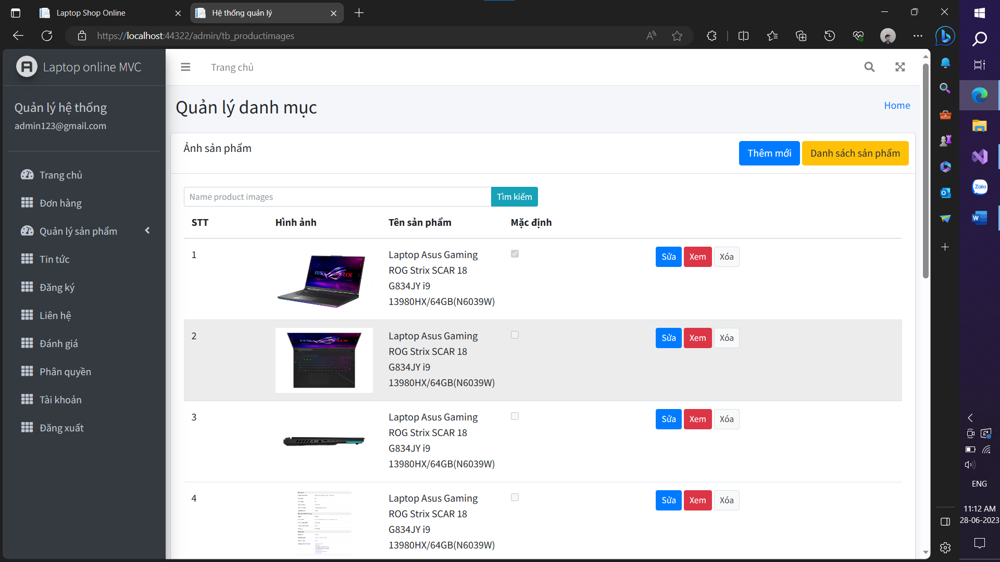 Laptop Shop Online
Hệ thống quản lý
https://localhost:44322/admin/tb_productimages
Laptop online MVC
Trang chủ
Quản lý hệ thống
admin123@gmail.com
Quản lý danh mục
Home
Ảnh sản phẩm
Thêm mới
Danh sách sản phẩm
Trang chủ
Đơn hàng
Quản lý sản phẩm
Tin tức
Đăng ký
Liên hệ
Đánh giá
Phân quyền
Tài khoản
Đăng xuất
Name product images
Tìm kiếm
STT Hình ảnh Tên sản phẩm Mặc định
1
Laptop Asus Gaming
ROG Strix SCAR 18
G834JY i9
13980HX/64GB(N6039W)
Sửa Xem Xóa
2
Laptop Asus Gaming
ROG Strix SCAR 18
G834JY i9
13980HX/64GB(N6039W)
Sửa Xem Xóa
3
Laptop Asus Gaming
ROG Strix SCAR 18
G834JY i9
13980HX/64GB(N6039W)
Sửa Xem Xóa
4
Laptop Asus Gaming
ROG Strix SCAR 18
G834JY i9
13980HX/64GB(N6039W)
Sửa Xem Xóa
Zalo
ENG
11:12 AM
28-06-2023